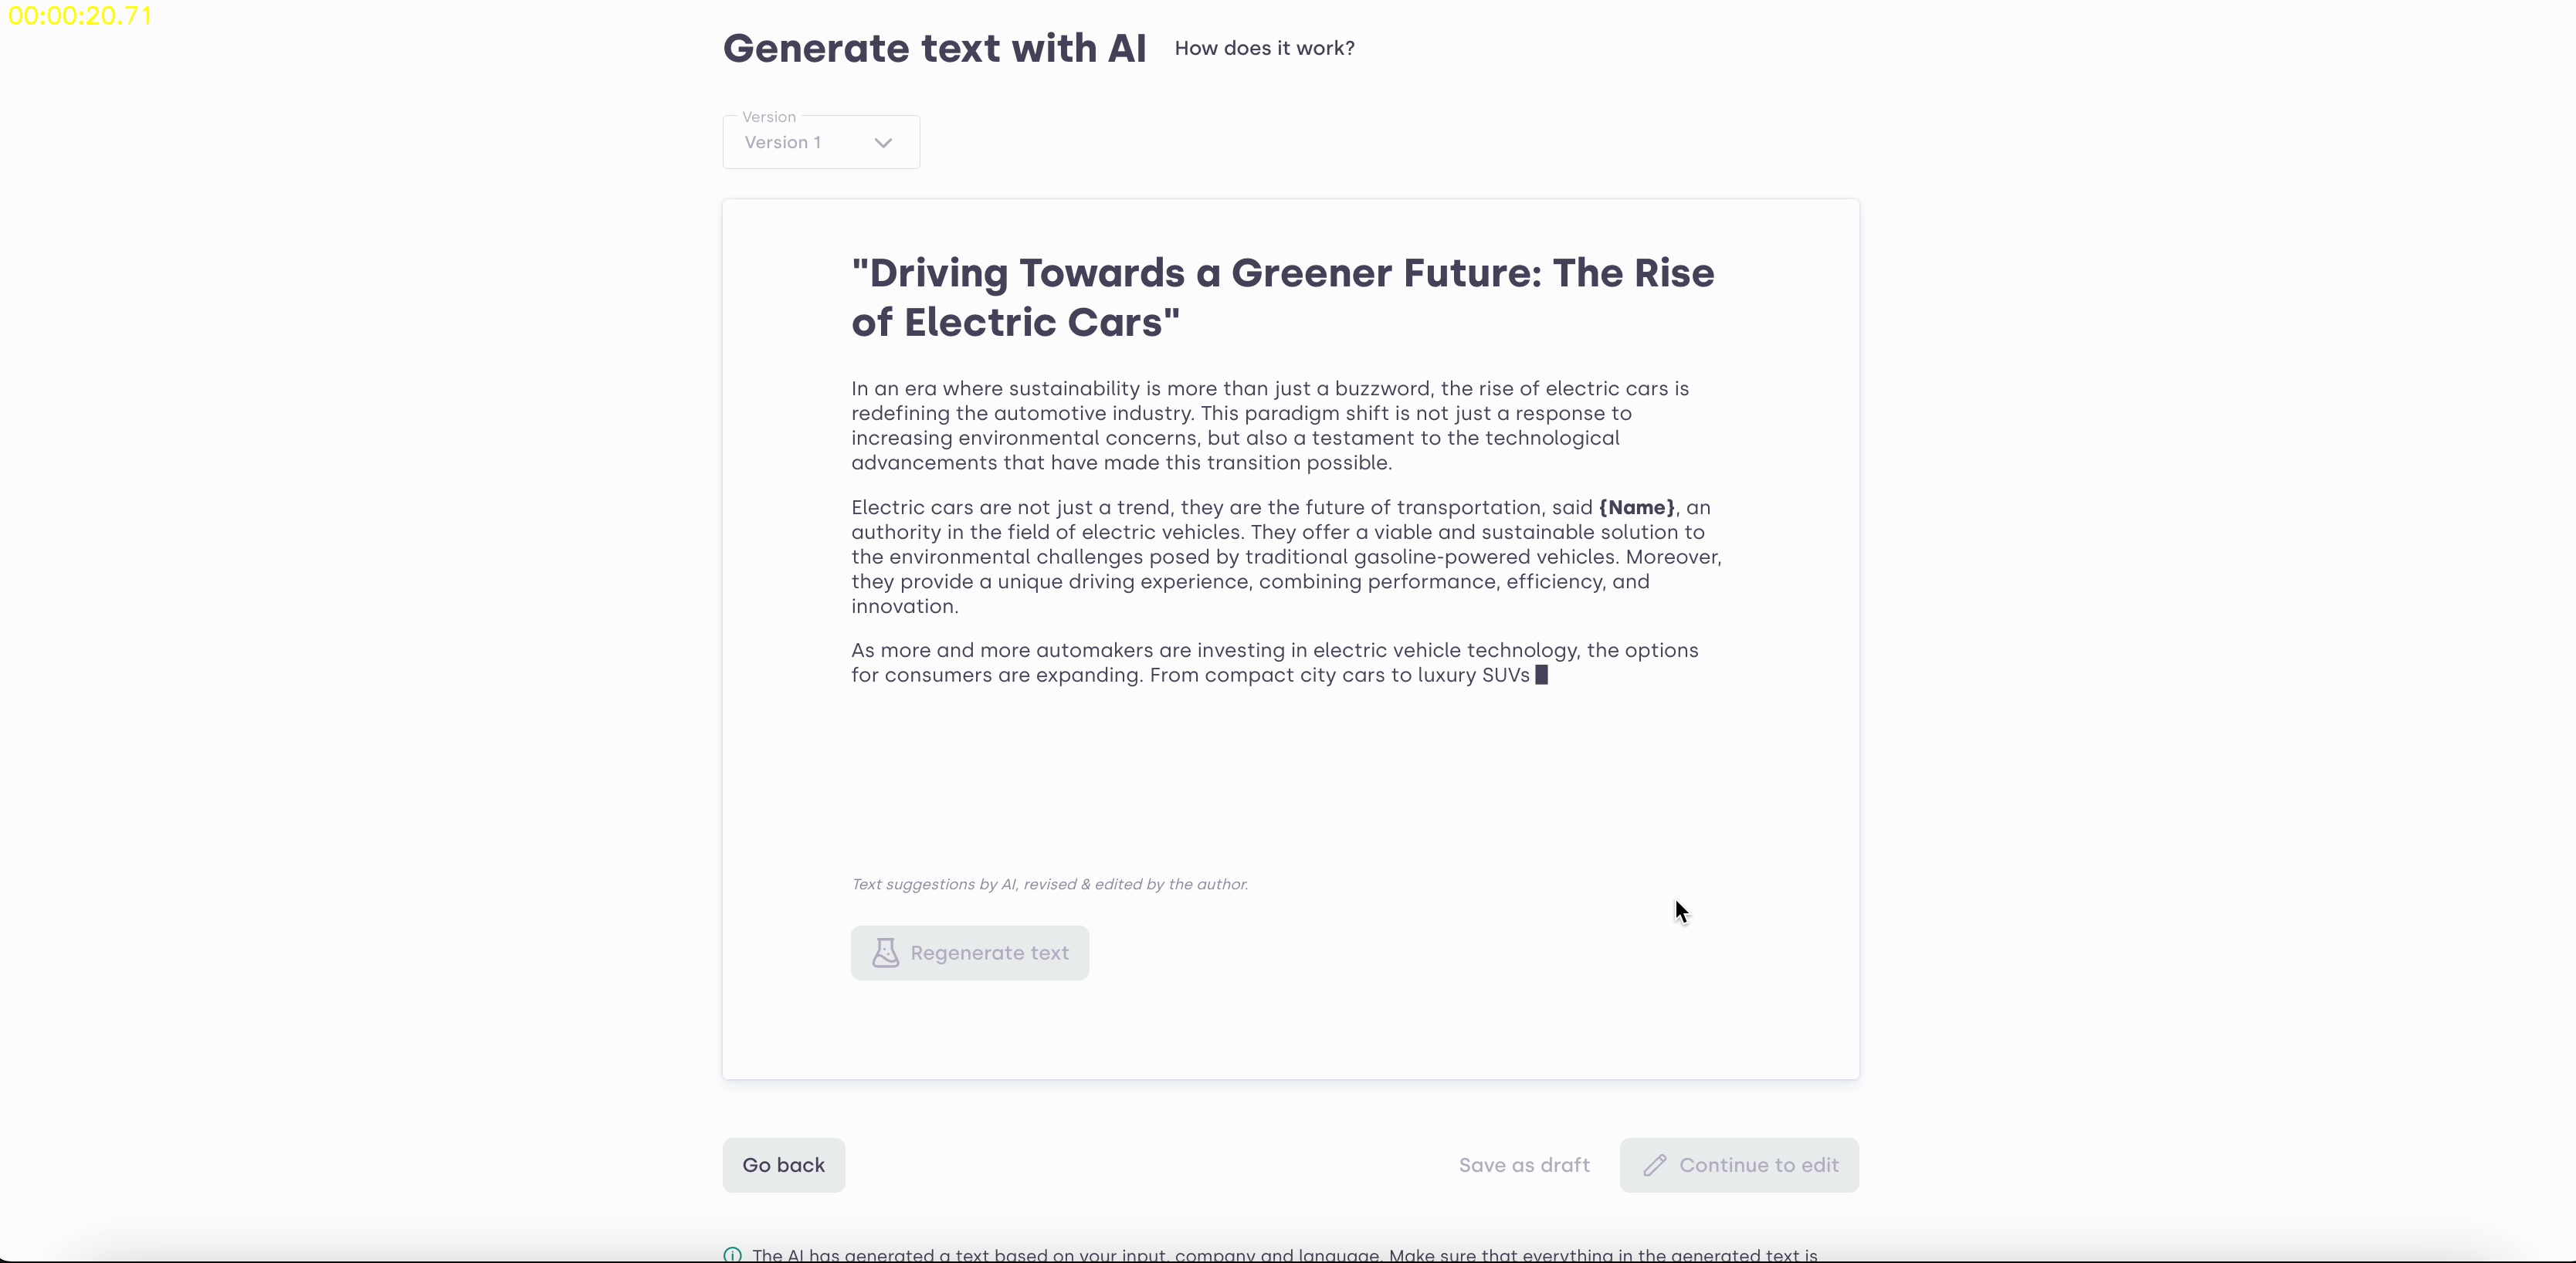 00:00:20.71
Generate text with AI How does it work?
Version
Version 1
"Driving Towards a Greener Future: The Rise
of Electric Cars"
In an era where sustainability is more than just a buzzword, the rise of electric cars is
redefining the automotive industry. This paradigm shift is not just a response to
increasing environmental concerns, but also a testament to the technological
advancements that have made this transition possible.
Electric cars are not just a trend, they are the future of transportation, said {Name}, an
authority in the field of electric vehicles. They offer a viable and sustainable solution to
the environmental challenges posed by traditional gasoline-powered vehicles. Moreover,
they provide a unique driving experience, combining performance, efficiency, and
innovation.
As more and more automakers are investing in electric vehicle technology, the options
for consumers are expanding. From compact city cars to luxury SUVs
Text suggestions by AI, revised & edited by the author.
Regenerate text
Go back Save as draft Continue to edit
The AI has generated a text based on your input, company and language. Make sure that everything in the generated text is